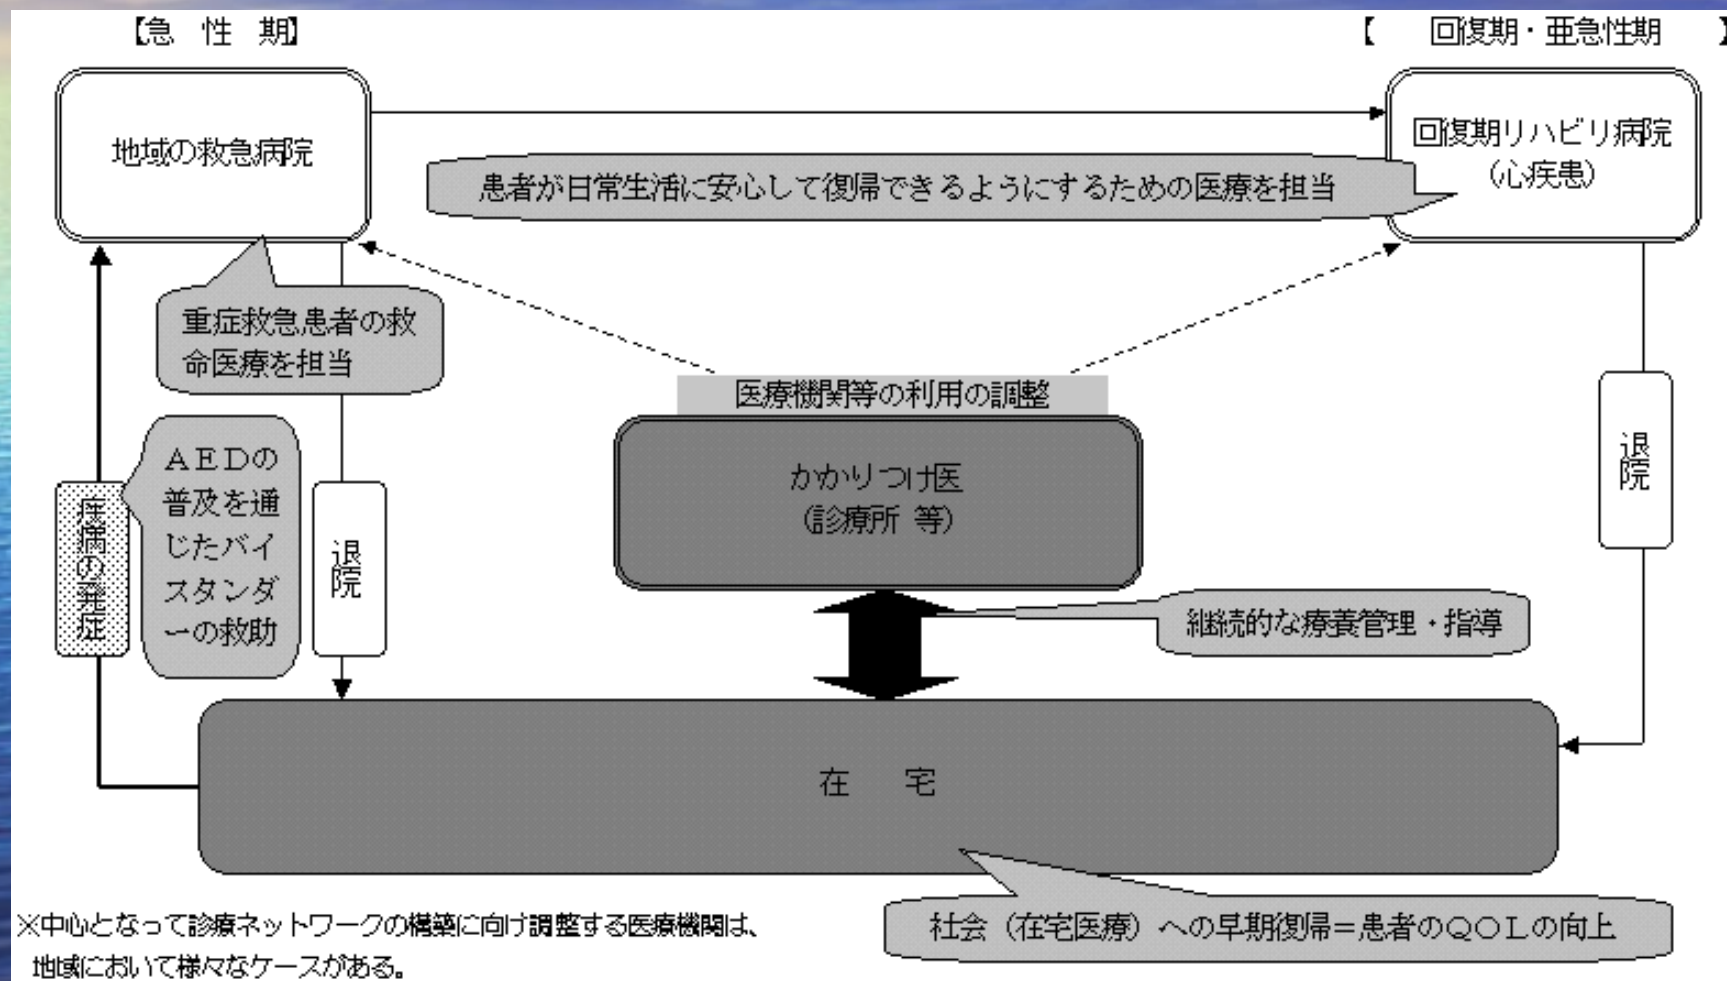 【急 性 期】
【 回復期・亜急性期 】
地域の救急病院
回復期リハビリ病院
（心疾患）
患者が日常生活に安心して復帰できるようにするための医療を担当
重症救急患者の救
命医療を担当
医療機関等の利用の調整
かかりつけ医
（診療所 等）
ＡＥＤの
普及を通
じたバイ
スタンダ
ーの救助
疾病の発症
退院
退院
継続的な療養管理・指導
在 宅
社会（在宅医療）への早期復帰＝患者のＱＯＬの向上
※中心となって診療ネットワークの構築に向け調整する医療機関は、
地域において様々なケースがある。